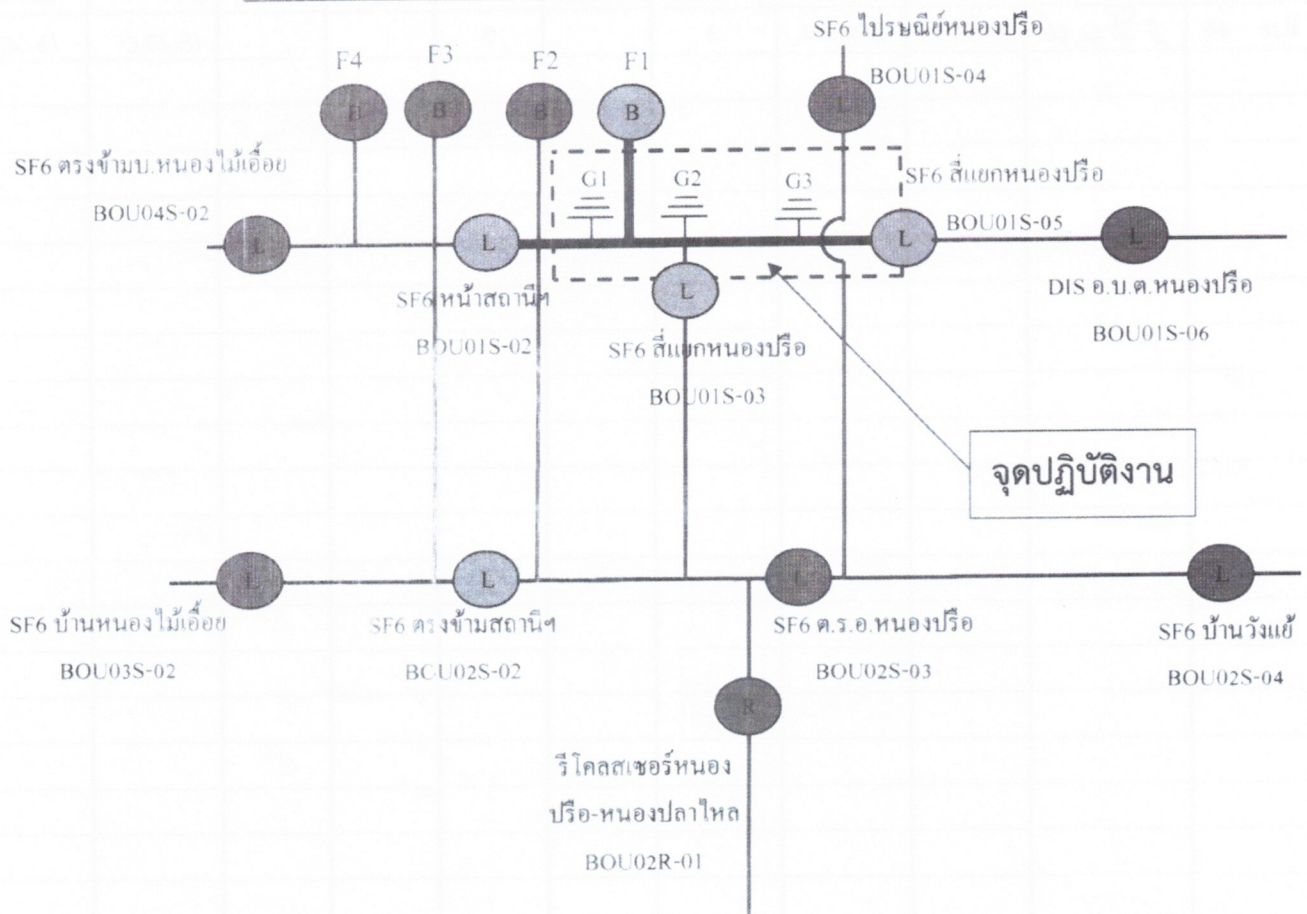 SF6 ไปรษณีย์หนองปรือ
BOU01S-04
F4
F3
F2
F1
B
B
B
B
L
SF6 ตรงข้ามบ.หนองไม้เอื้อย
BOU04S-02
G1
G2
G3
SF6 สี่แยกหนองปรือ
BOU01S-05
L
L
L
L
L
SF6 หน้าสถานีฯ
BOU01S-02
SF6 สี่แยกหนองปรือ
BOU01S-03
DIS อ.บ.ต.หนองปรือ
BOU01S-06
จุดปฏิบัติงาน
L
L
L
L
SF6 บ้านหนองไม้เอื้อย
BOU03S-02
SF6 ตรงข้ามสถานีฯ
BOU02S-02
SF6 ต.ร.อ.หนองปรือ
BOU02S-03
SF6 บ้านวังแย้
BOU02S-04
R
รีโคลสเซอร์หนอง
ปรือ-หนองปลาไหล
BOU02R-01